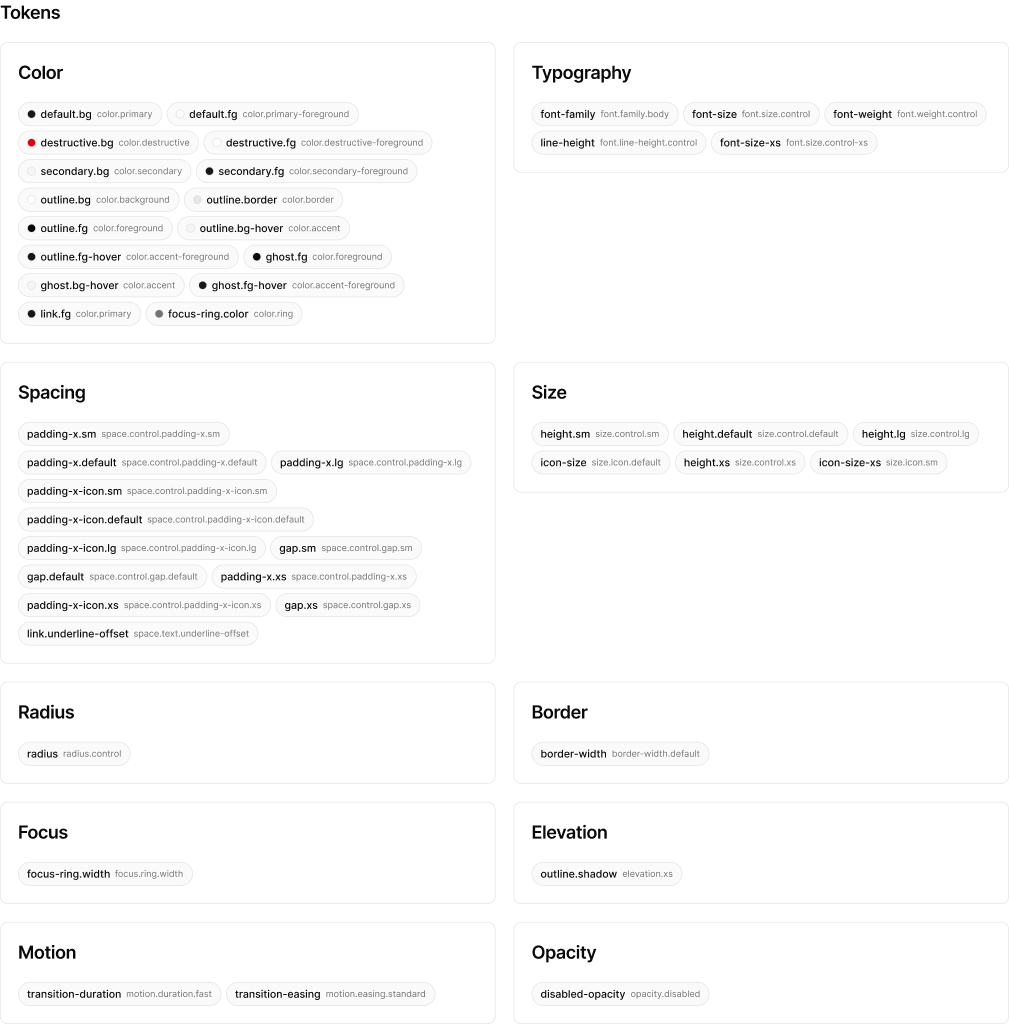 Tokens
Color
default.bg color.primary default.fg color.primary-foreground
destructive.bg color.destructive destructive.fg color.destructive-foreground
secondary.bg color.secondary secondary.fg color.secondary-foreground
outline.bg color.background outline.border color.border
outline.fg color.foreground outline.bg-hover color.accent
outline.fg-hover color.accent-foreground ghost.fg color.foreground
ghost.bg-hover color.accent ghost.fg-hover color.accent-foreground
link.fg color.primary focus-ring.color color.ring
Typography
font-family font.family.body font-size font.size.control font-weight font.weight.control
line-height font.line-height.control font-size-xs font.size.control-xs
Spacing
padding-x.sm space.control.padding-x.sm
padding-x.default space.control.padding-x.default padding-x.lg space.control.padding-x.lg
padding-x-icon.sm space.control.padding-x-icon.sm
padding-x-icon.default space.control.padding-x-icon.default
padding-x-icon.lg space.control.padding-x-icon.lg gap.sm space.control.gap.sm
gap.default space.control.gap.default padding-x.xs space.control.padding-x.xs
padding-x-icon.xs space.control.padding-x-icon.xs gap.xs space.control.gap.xs
link.underline-offset space.text.underline-offset
Size
height.sm size.control.sm height.default size.control.default height.lg size.control.lg
icon-size size.icon.default height.xs size.control.xs icon-size-xs size.icon.sm
Radius
radius radius.control
Border
border-width border-width.default
Focus
focus-ring.width focus.ring.width
Elevation
outline.shadow elevation.xs
Motion
transition-duration motion.duration.fast transition-easing motion.easing.standard
Opacity
disabled-opacity opacity.disabled